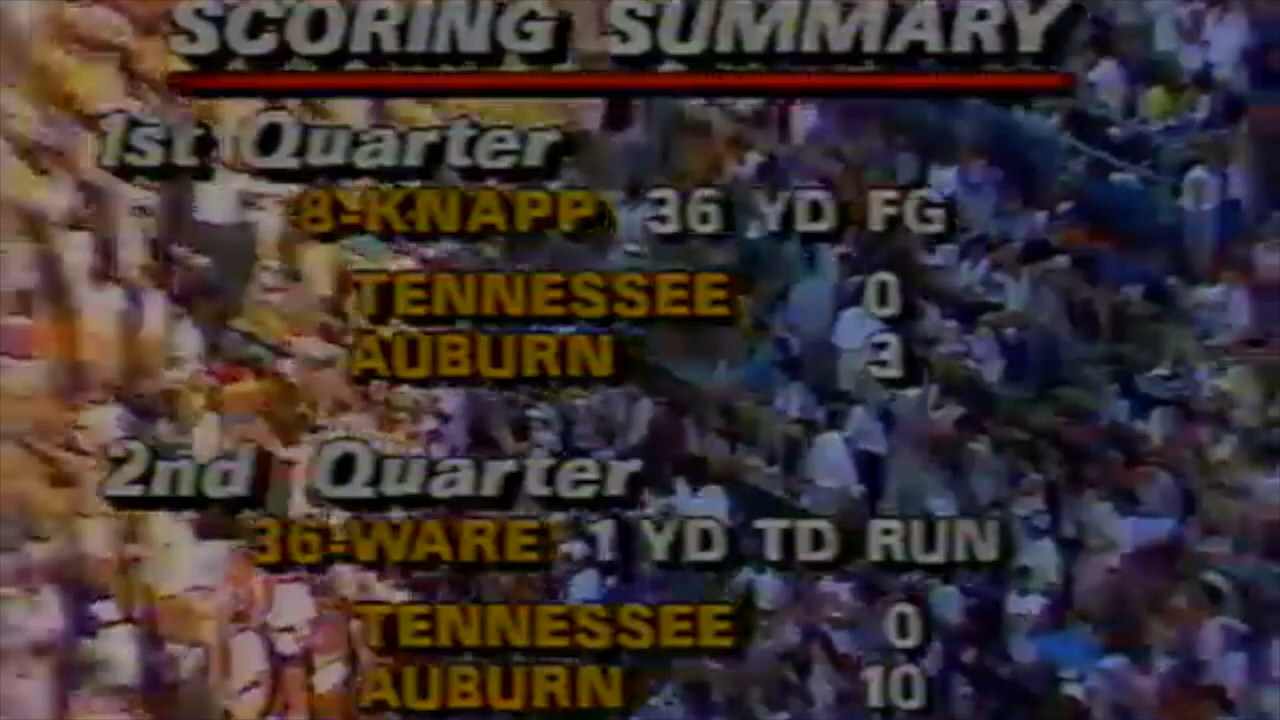 SCORING SUMMARY
1st Quarter
8-KNAPP 36 YD FG
TENNESSEE 0
AUBURN 3
2nd Quarter
36-WARE 1 YD TD RUN
TENNESSEE 0
AUBURN 10